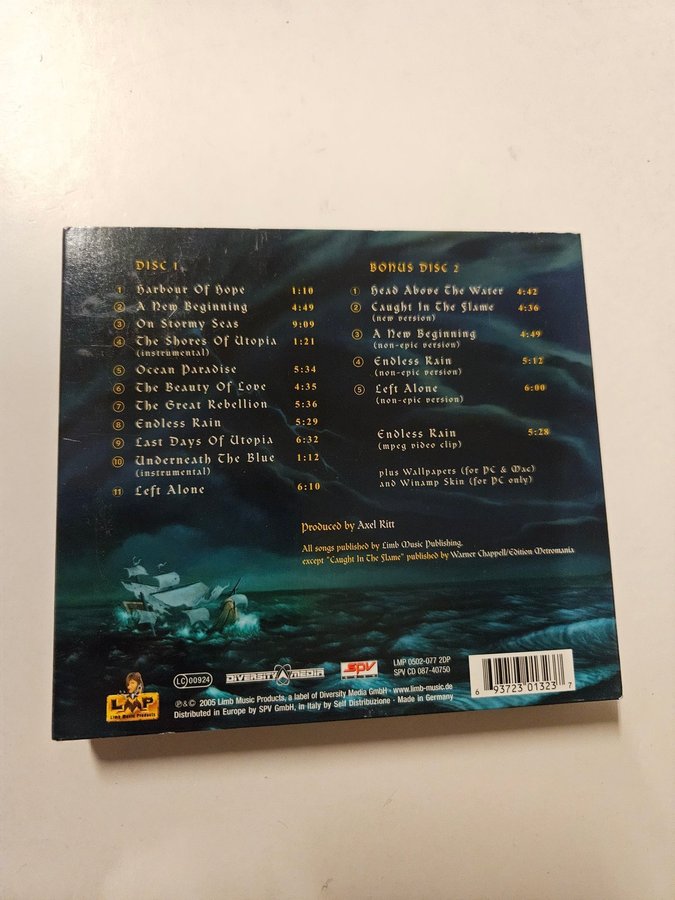 DISC 1
1 Harbour Of Hope 1:10
2 A New Beginning 4:49
3 On Stormy Seas 9:09
4 The Shores Of Utopia 1:21
(instrumental)
5 Ocean Paradise 5:34
6 The Beauty Of Love 4:35
7 The Great Rebellion 5:36
8 Endless Rain 5:29
9 Last Days Of Utopia 6:32
10 Underneath The Blue 1:12
(instrumental)
11 Left Alone 6:10
BONUS DISC 2
1 Head Above The Water 4:42
2 Caught In The Flame 4:36
(new version)
3 A New Beginning 4:49
(non-epic version)
4 Endless Rain 5:12
(non-epic version)
5 Left Alone 6:00
(non-epic version)
Endless Rain 5:28
(mpeg video clip)
plus Wallpapers (for PC & Mac)
and Winamp Skin (for PC only)
Produced by Axel Ritt
All songs published by Limb Music Publishing.
except "Caught In The Flame" published by Warner Chappell/Edition Metromania
LMP
Limb Music Products
LC 00924
DIVERSITY MEDIA
SPV
LMP 0502-077 2DP
SPV CD 087-40750
℗&© 2005 Limb Music Products, a label of Diversity Media GmbH · www.limb-music.de
Distributed in Europe by SPV GmbH, in Italy by Self Distribuzione · Made in Germany
6 93723 01323 7